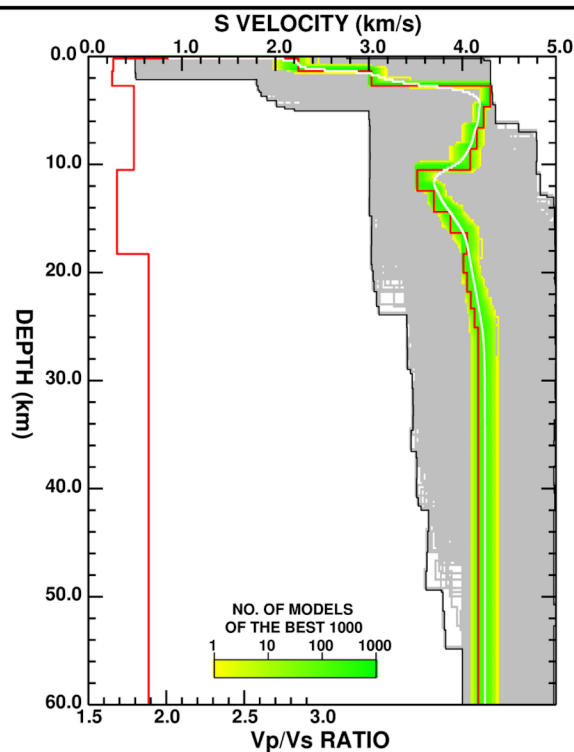 S VELOCITY (km/s)
0.0 1.0 2.0 3.0 4.0 5.0
0.0
10.0
20.0
30.0
40.0
50.0
60.0
DEPTH (km)
NO. OF MODELS
OF THE BEST 1000
1 10 100 1000
1.5 2.0 2.5 3.0
Vp/Vs RATIO